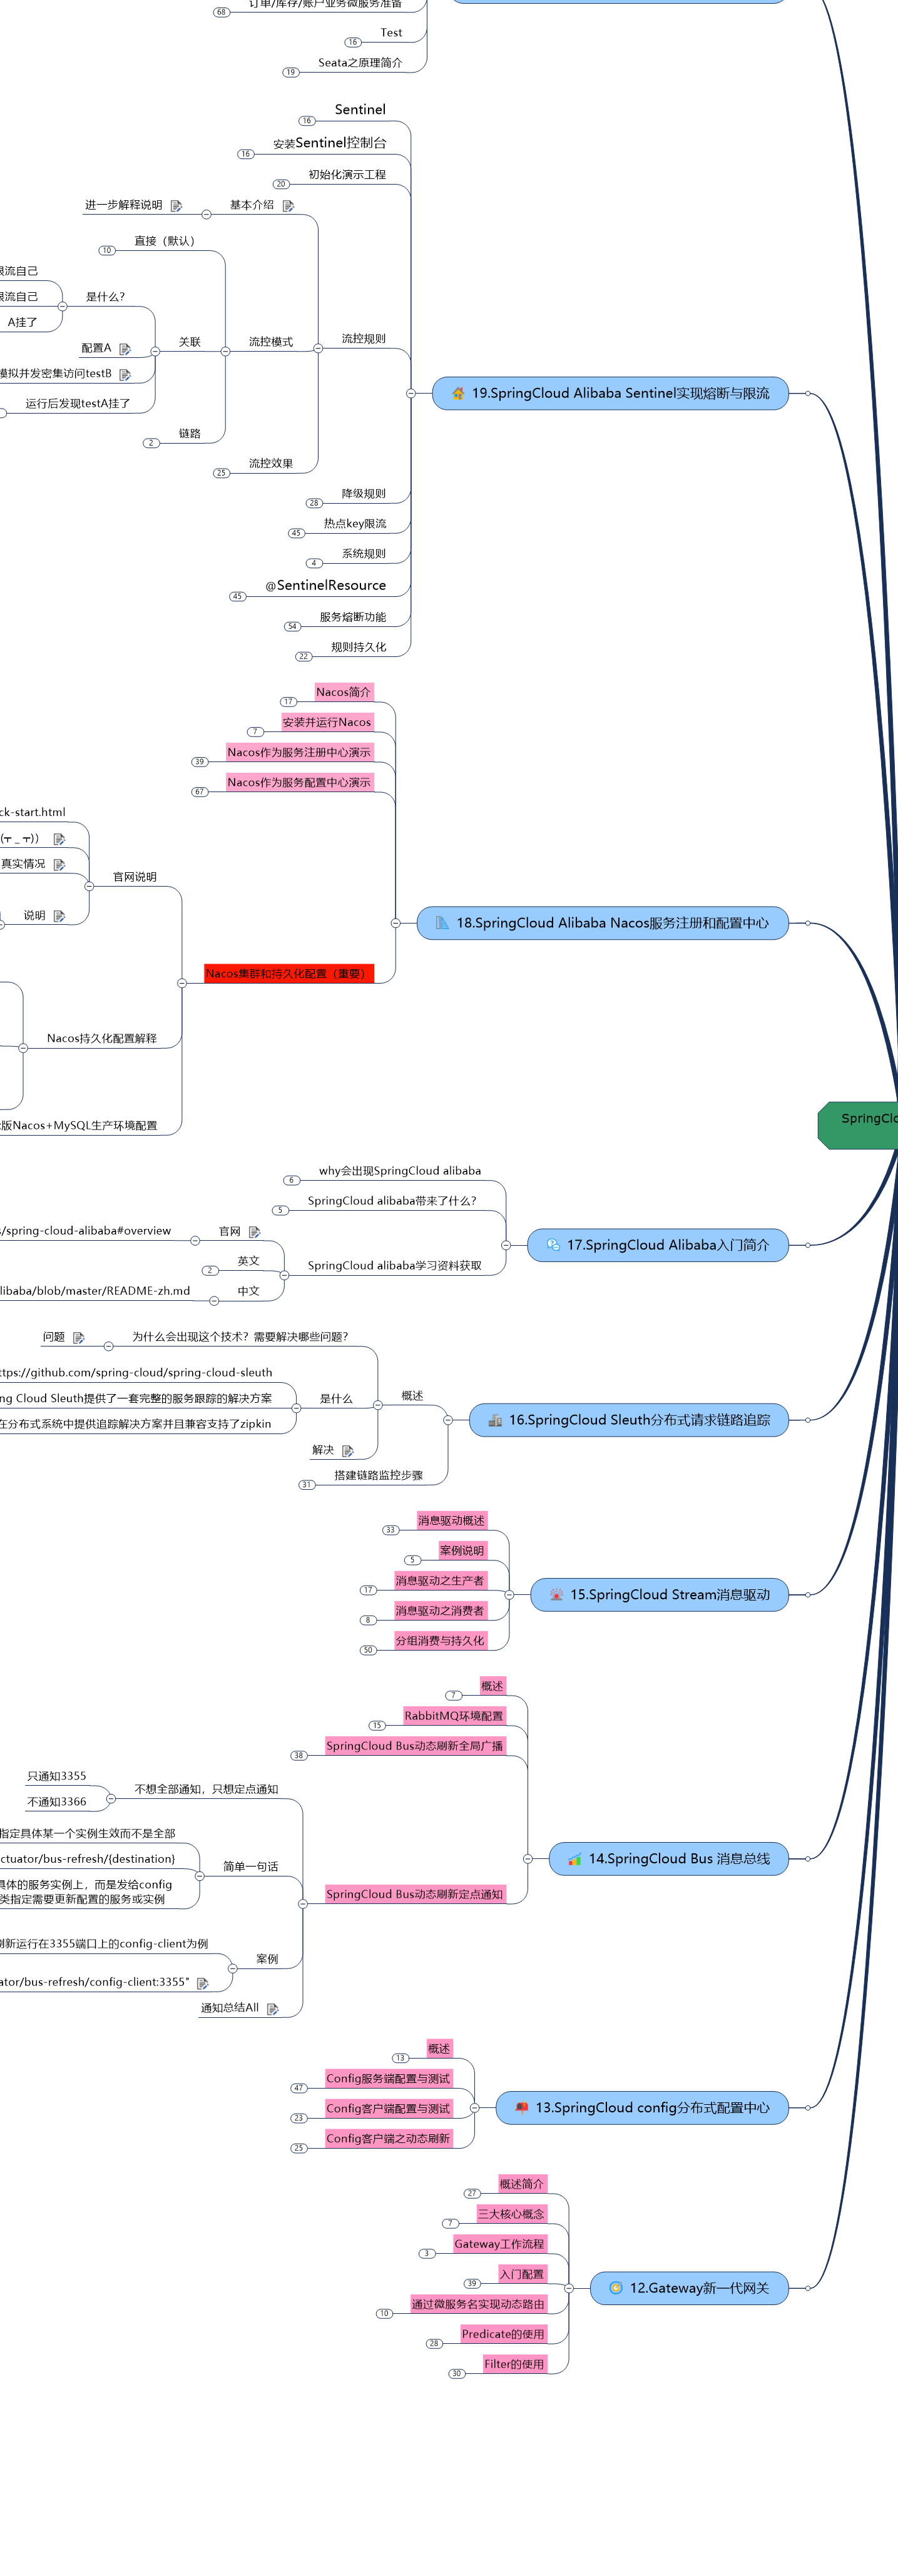 订单/库存/账户业务微服务准备
68
Test
16
Seata之原理简介
19
Sentinel
16
安装Sentinel控制台
16
初始化演示工程
20
进一步解释说明
基本介绍
直接（默认）
10
限流自己
是什么？
限流自己
A挂了
关联
流控模式
流控规则
配置A
模拟并发密集访问testB
运行后发现testA挂了
链路
2
流控效果
25
19.SpringCloud Alibaba Sentinel实现熔断与限流
降级规则
28
热点key限流
45
系统规则
4
@SentinelResource
45
服务熔断功能
54
规则持久化
22
Nacos简介
17
安装并运行Nacos
7
Nacos作为服务注册中心演示
39
Nacos作为服务配置中心演示
67
ck-start.html
(┬＿┬)）
真实情况
官网说明
说明
18.SpringCloud Alibaba Nacos服务注册和配置中心
Nacos集群和持久化配置（重要）
Nacos持久化配置解释
版Nacos+MySQL生产环境配置
SpringClo
why会出现SpringCloud alibaba
6
SpringCloud alibaba带来了什么？
5
s/spring-cloud-alibaba#overview
官网
英文
2
SpringCloud alibaba学习资料获取
libaba/blob/master/README-zh.md
中文
17.SpringCloud Alibaba入门简介
问题
为什么会出现这个技术？需要解决哪些问题？
ttps://github.com/spring-cloud/spring-cloud-sleuth
ng Cloud Sleuth提供了一套完整的服务跟踪的解决方案
是什么
概述
在分布式系统中提供追踪解决方案并且兼容支持了zipkin
解决
搭建链路监控步骤
31
16.SpringCloud Sleuth分布式请求链路追踪
消息驱动概述
33
案例说明
5
消息驱动之生产者
17
消息驱动之消费者
8
分组消费与持久化
50
15.SpringCloud Stream消息驱动
概述
7
RabbitMQ环境配置
15
SpringCloud Bus动态刷新全局广播
38
只通知3355
不通知3366
不想全部通知，只想定点通知
指定具体某一个实例生效而不是全部
ctuator/bus-refresh/{destination}
简单一句话
具体的服务实例上，而是发给config
类指定需要更新配置的服务或实例
SpringCloud Bus动态刷新定点通知
刷新运行在3355端口上的config-client为例
案例
ator/bus-refresh/config-client:3355"
通知总结All
14.SpringCloud Bus 消息总线
概述
13
Config服务端配置与测试
47
Config客户端配置与测试
23
Config客户端之动态刷新
25
13.SpringCloud config分布式配置中心
概述简介
27
三大核心概念
7
Gateway工作流程
3
入门配置
39
通过微服务名实现动态路由
10
Predicate的使用
28
Filter的使用
30
12.Gateway新一代网关